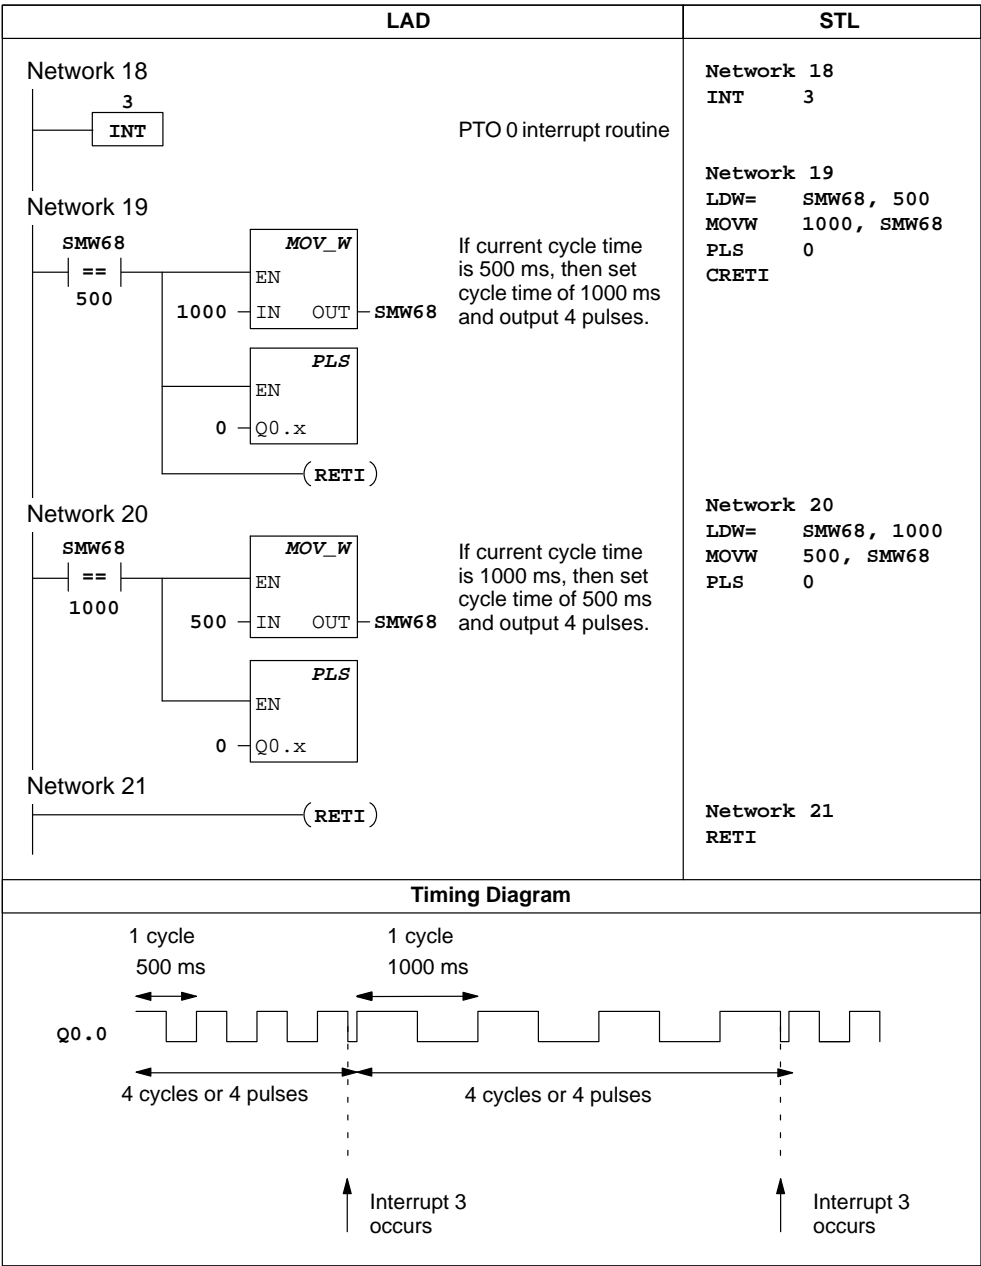 LAD
STL
Network 18
3
INT
PTO 0 interrupt routine
Network 18
INT 3
Network 19
SMW68
==
500
MOV_W
EN
1000 IN OUT SMW68
PLS
EN
0 Q0.x
(RETI)
If current cycle time
is 500 ms, then set
cycle time of 1000 ms
and output 4 pulses.
Network 19
LDW= SMW68, 500
MOVW 1000, SMW68
PLS 0
CRETI
Network 20
SMW68
==
1000
MOV_W
EN
500 IN OUT SMW68
PLS
EN
0 Q0.x
If current cycle time
is 1000 ms, then set
cycle time of 500 ms
and output 4 pulses.
Network 20
LDW= SMW68, 1000
MOVW 500, SMW68
PLS 0
Network 21
(RETI)
Network 21
RETI
Timing Diagram
1 cycle
500 ms
1 cycle
1000 ms
Q0.0
4 cycles or 4 pulses
4 cycles or 4 pulses
Interrupt 3
occurs
Interrupt 3
occurs